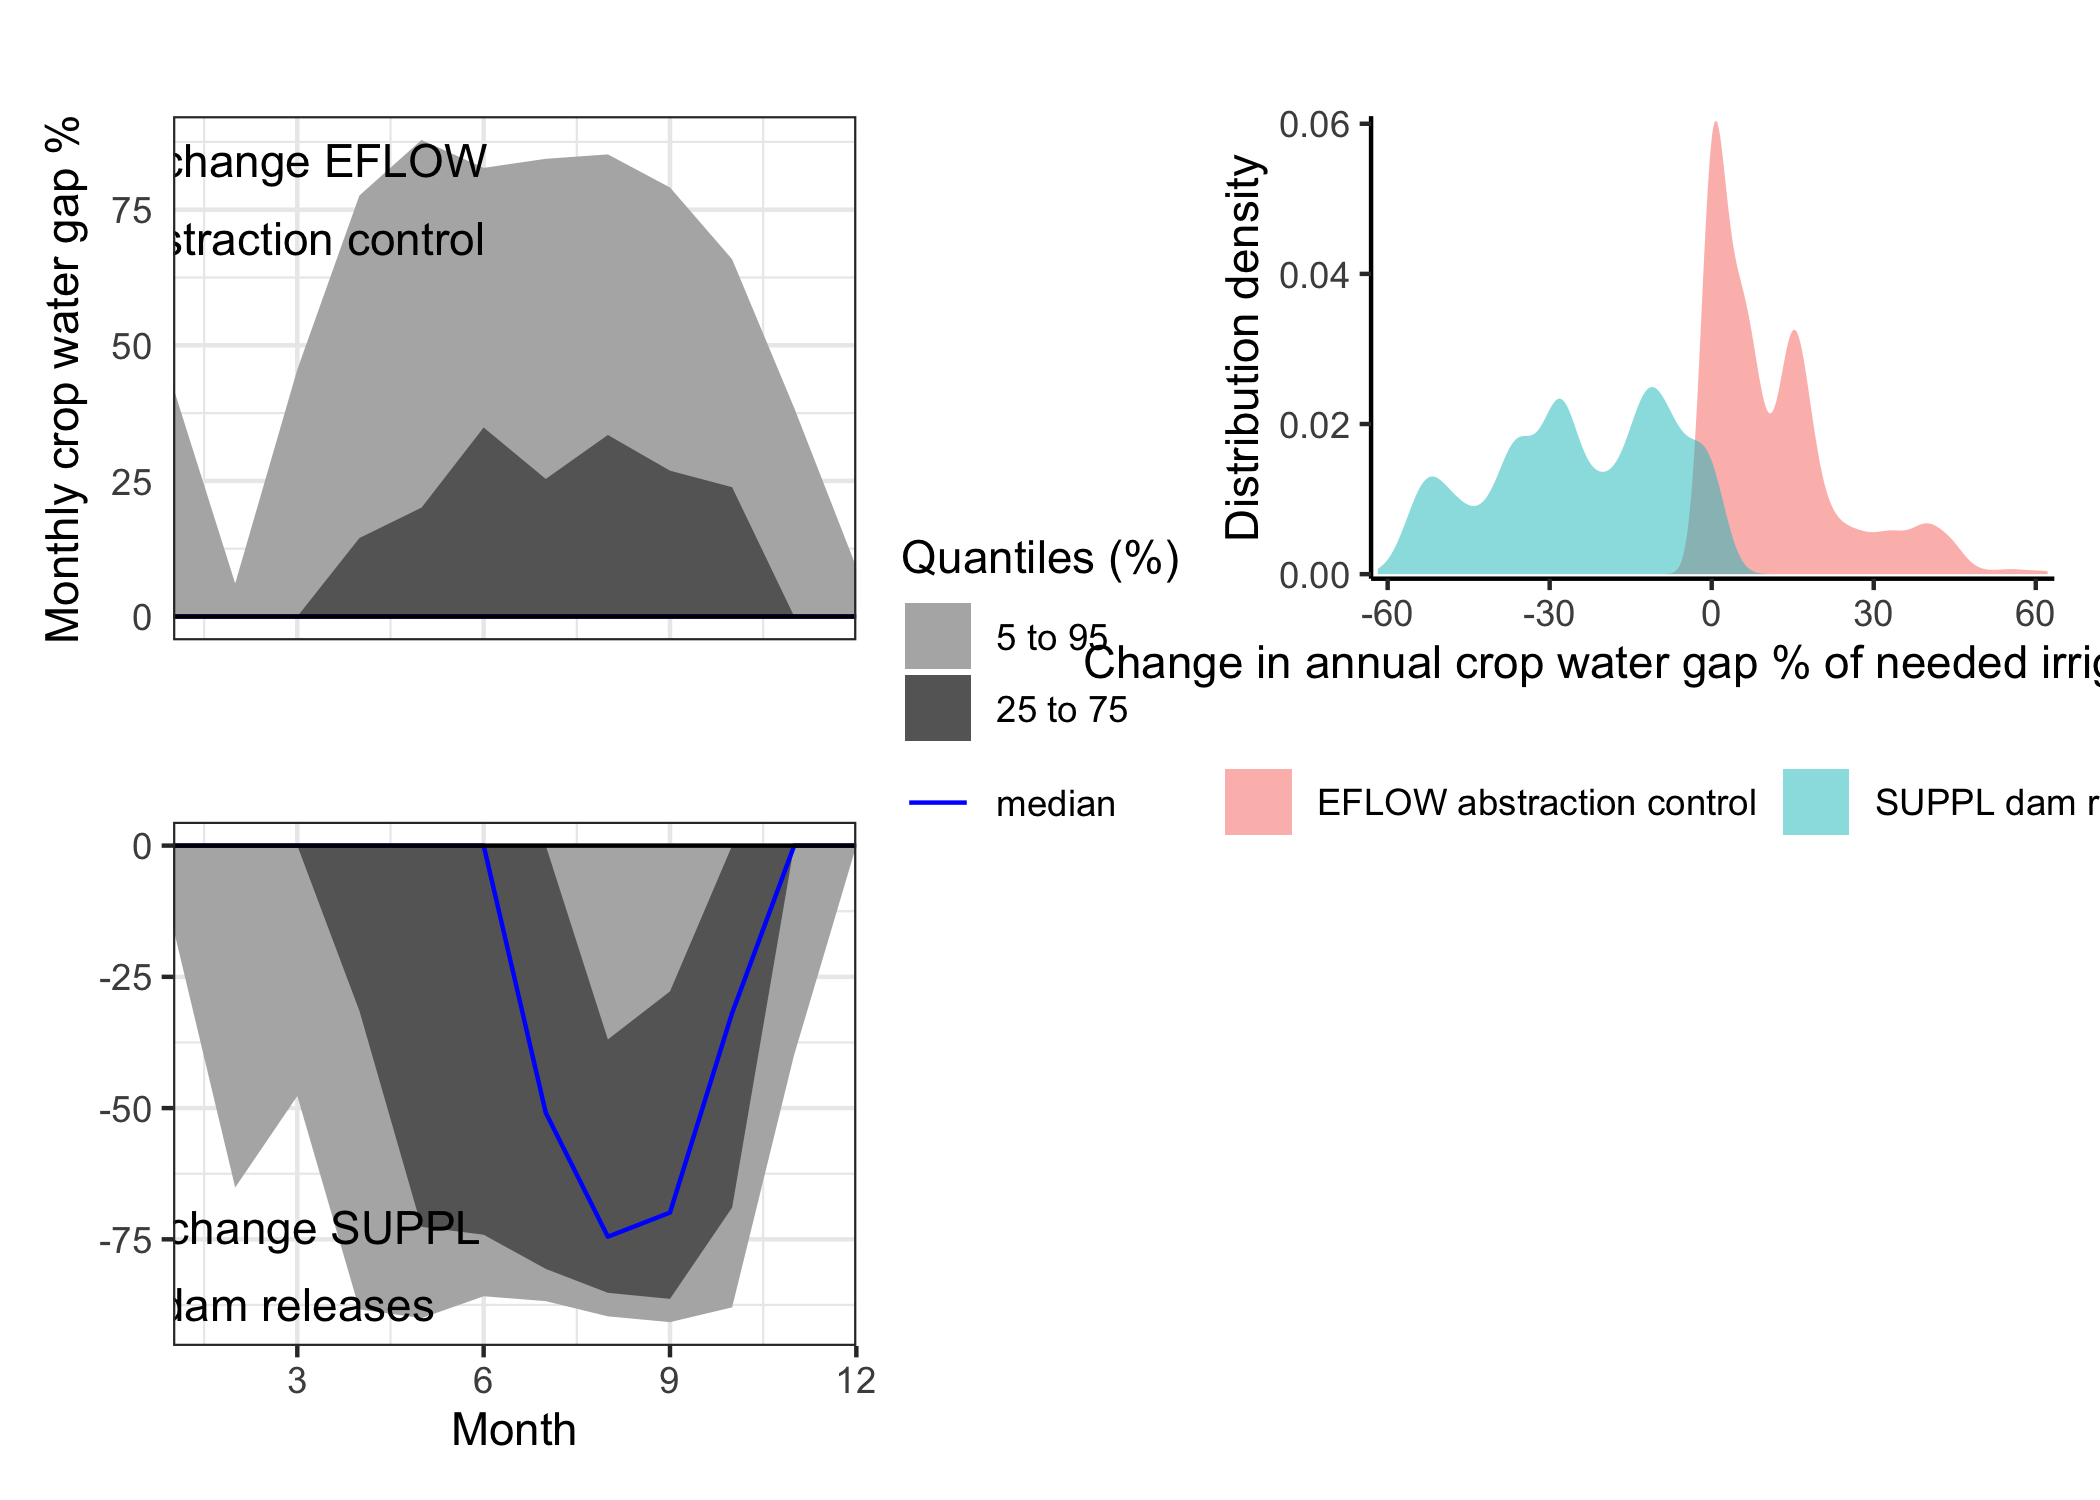 Monthly crop water gap %
75
50
25
0
change EFLOW
straction control
0
-25
-50
-75
change SUPPL
dam releases
3 6 9 12
Month
Quantiles (%)
5 to 95
25 to 75
median
Distribution density
0.06
0.04
0.02
0.00
-60 -30 0 30 60
Change in annual crop water gap % of needed irrig
EFLOW abstraction control SUPPL dam r